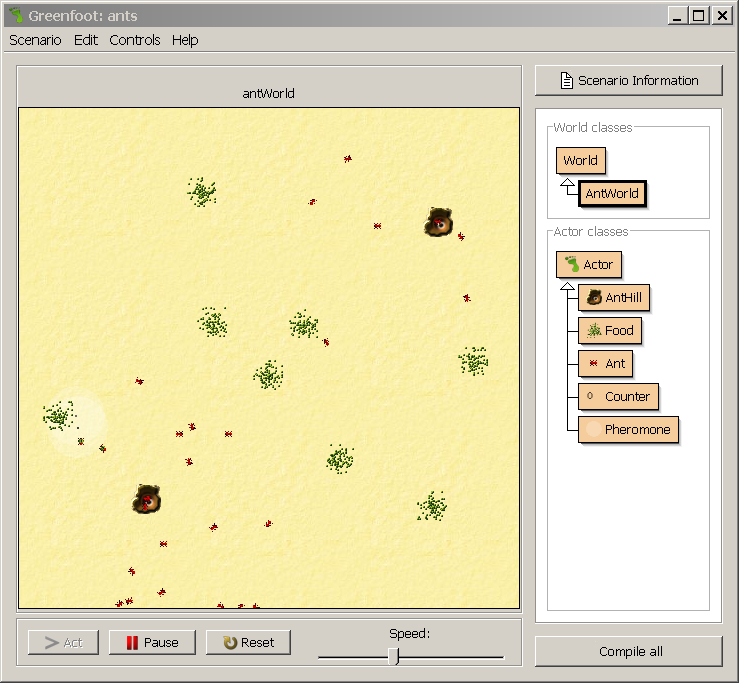 Greenfoot: ants
Scenario Edit Controls Help
antWorld
Scenario Information
World classes
World
AntWorld
Actor classes
Actor
AntHill
Food
Ant
0 Counter
Pheromone
Act
Pause
Reset
Speed:
Compile all